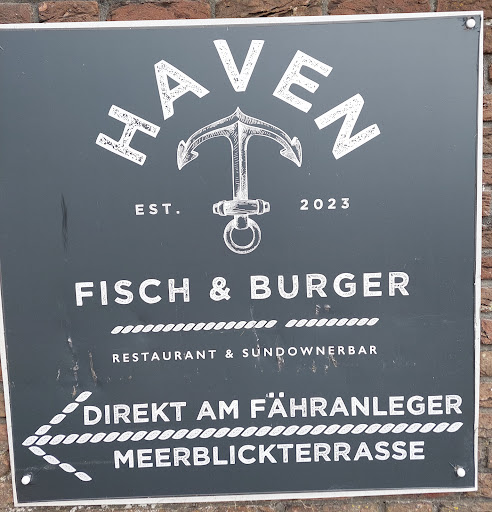 HAVEN
EST. 2023
FISCH & BURGER
RESTAURANT & SUNDOWNERBAR
DIREKT AM FÄHRANLEGER
MEERBLICKTERRASSE